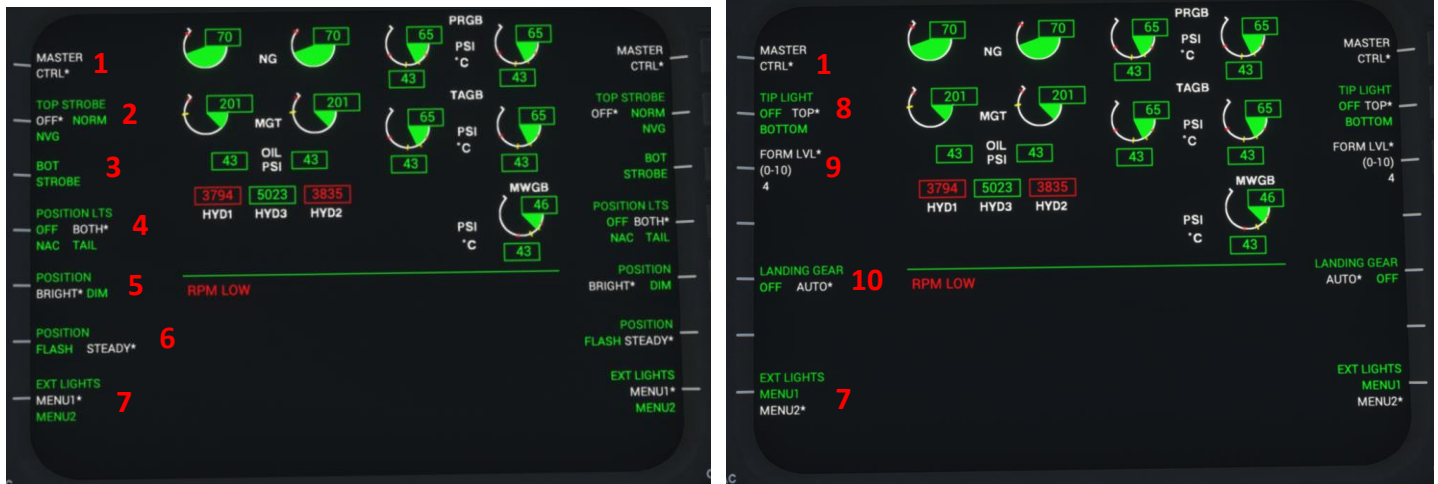 PRGB
70 70 65 65
MASTER
CTRL* 1
NG
PSI
°C
MASTER
CTRL*
43 43
TOP STROBE 2
OFF* NORM
NVG
TAGB
201 201 65 65
MGT
PSI
°C
TOP STROBE
OFF* NORM
NVG
BOT 3
STROBE
43 OIL 43
PSI
43 43
BOT
STROBE
3794 5023 3835
HYD1 HYD3 HYD2
MWGB
46
POSITION LTS 4
OFF BOTH*
NAC TAIL
PSI
°C
43
POSITION LTS
OFF BOTH*
NAC TAIL
POSITION 5
BRIGHT* DIM
RPM LOW
POSITION
BRIGHT* DIM
POSITION 6
FLASH STEADY*
POSITION
FLASH STEADY*
EXT LIGHTS 7
MENU1*
MENU2
EXT LIGHTS
MENU1*
MENU2
C
PRGB
70 70 65 65
MASTER
CTRL* 1
NG
PSI
°C
MASTER
CTRL*
43 43
TIP LIGHT 8
OFF TOP*
BOTTOM
TAGB
201 201 65 65
MGT
PSI
°C
TIP LIGHT
OFF TOP*
BOTTOM
FORM LVL* 9
(0-10)
4
43 OIL 43
PSI
43 43
FORM LVL*
(0-10)
4
3794 5023 3835
HYD1 HYD3 HYD2
MWGB
46
PSI
°C
43
LANDING GEAR 10
OFF AUTO*
RPM LOW
LANDING GEAR
AUTO* OFF
EXT LIGHTS 7
MENU1
MENU2*
EXT LIGHTS
MENU1
MENU2*
.C